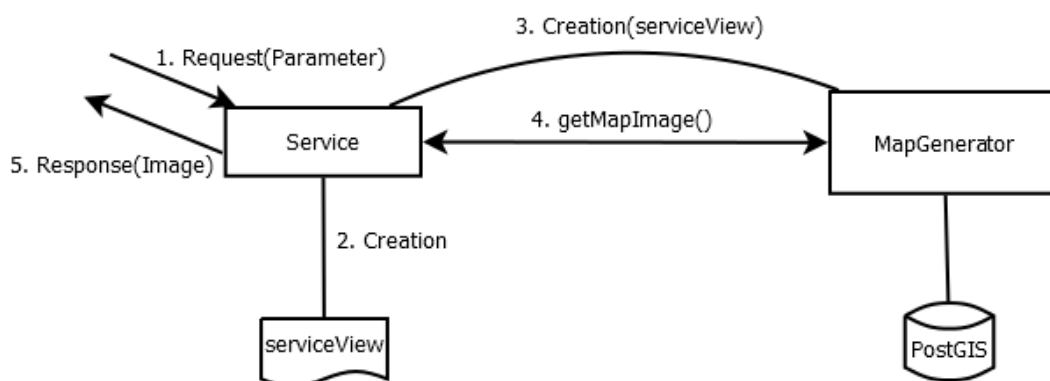 3. Creation(serviceView)
1. Request(Parameter)
4. getMapImage()
Service
MapGenerator
5. Response(Image)
2. Creation
serviceView
PostGIS